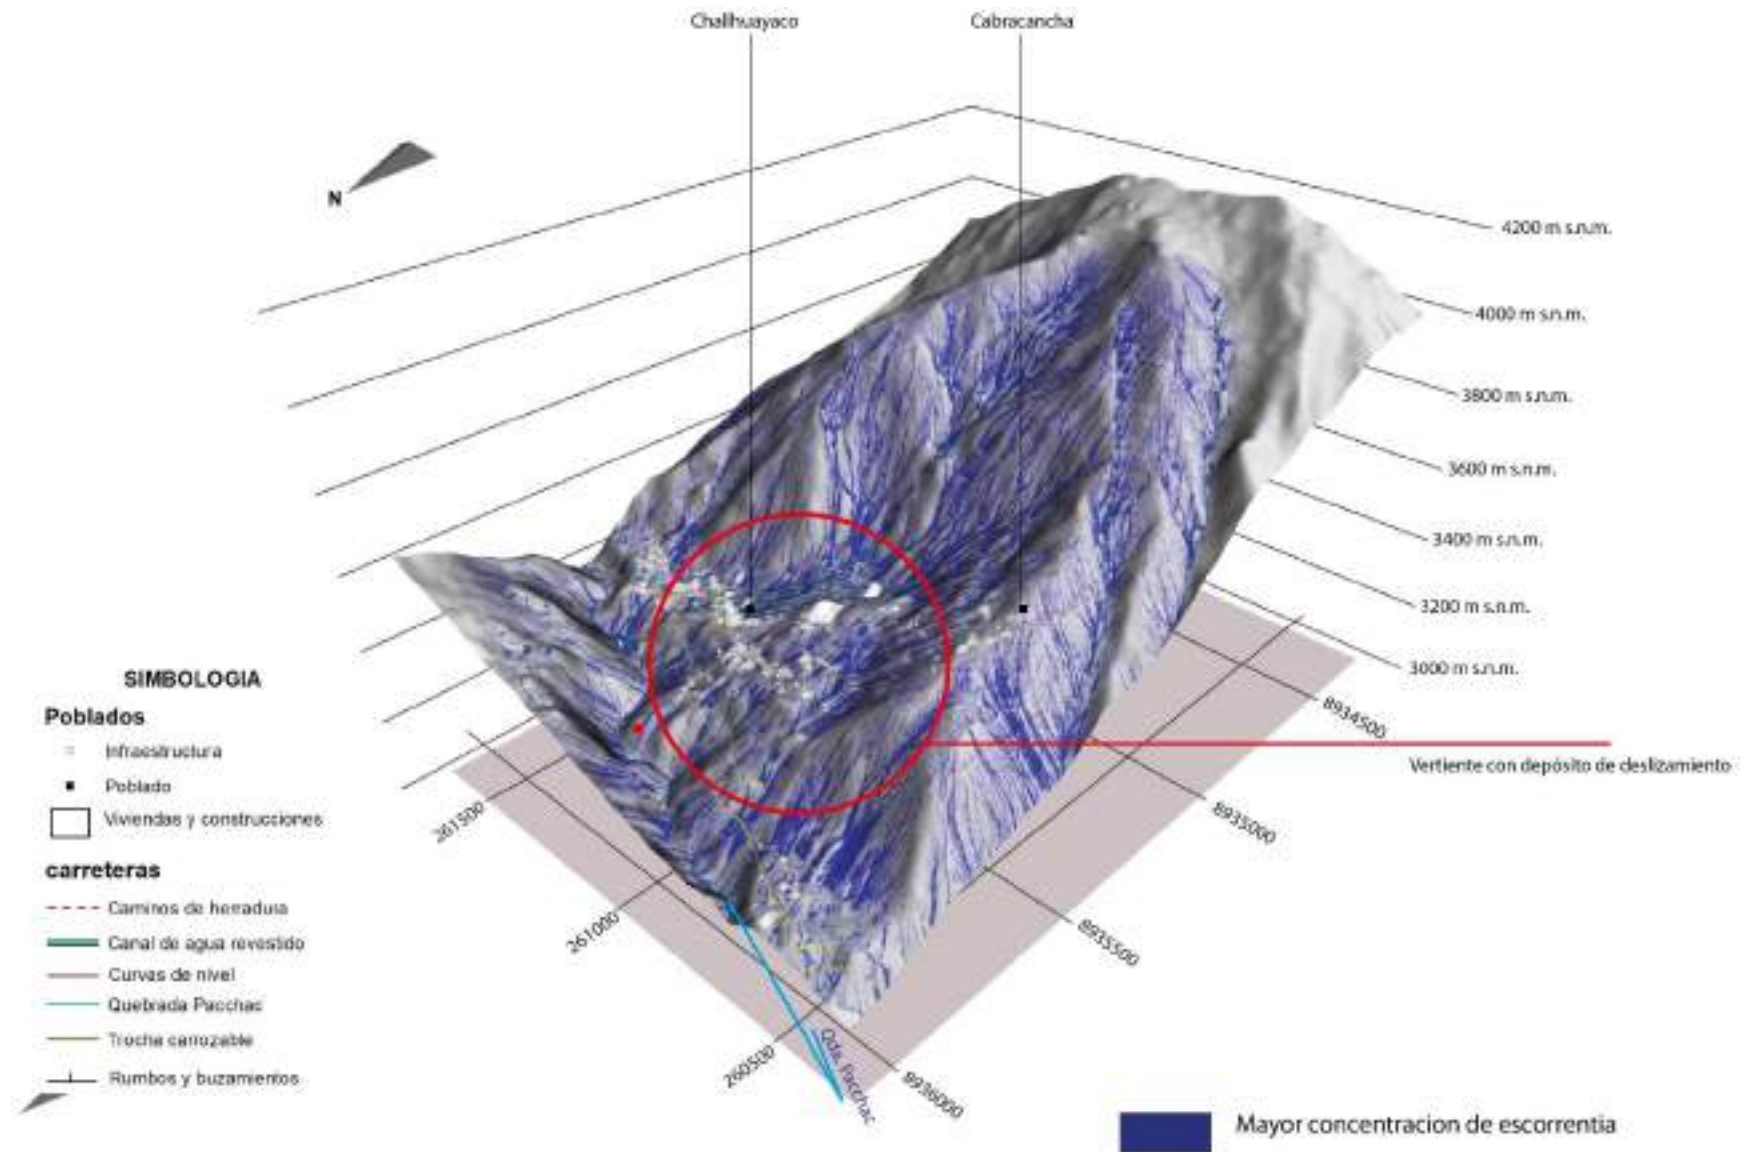 Challhuayaco
Cabracancha
N
4200 m s.n.m.
4000 m s.n.m.
3800 m s.n.m.
3600 m s.n.m.
3400 m s.n.m.
3200 m s.n.m.
3000 m s.n.m.
8934500
8935000
8935500
8936000
261500
261000
260500
Qda. Pacchac
Vertiente con depósito de deslizamiento
SIMBOLOGIA
Poblados
Infraestructura
Poblado
Viviendas y construcciones
carreteras
Caminos de herradura
Canal de agua revestido
Curvas de nivel
Quebrada Pacchac
Trocha carrozable
Rumbos y buzamientos
Mayor concentracion de escorrentia